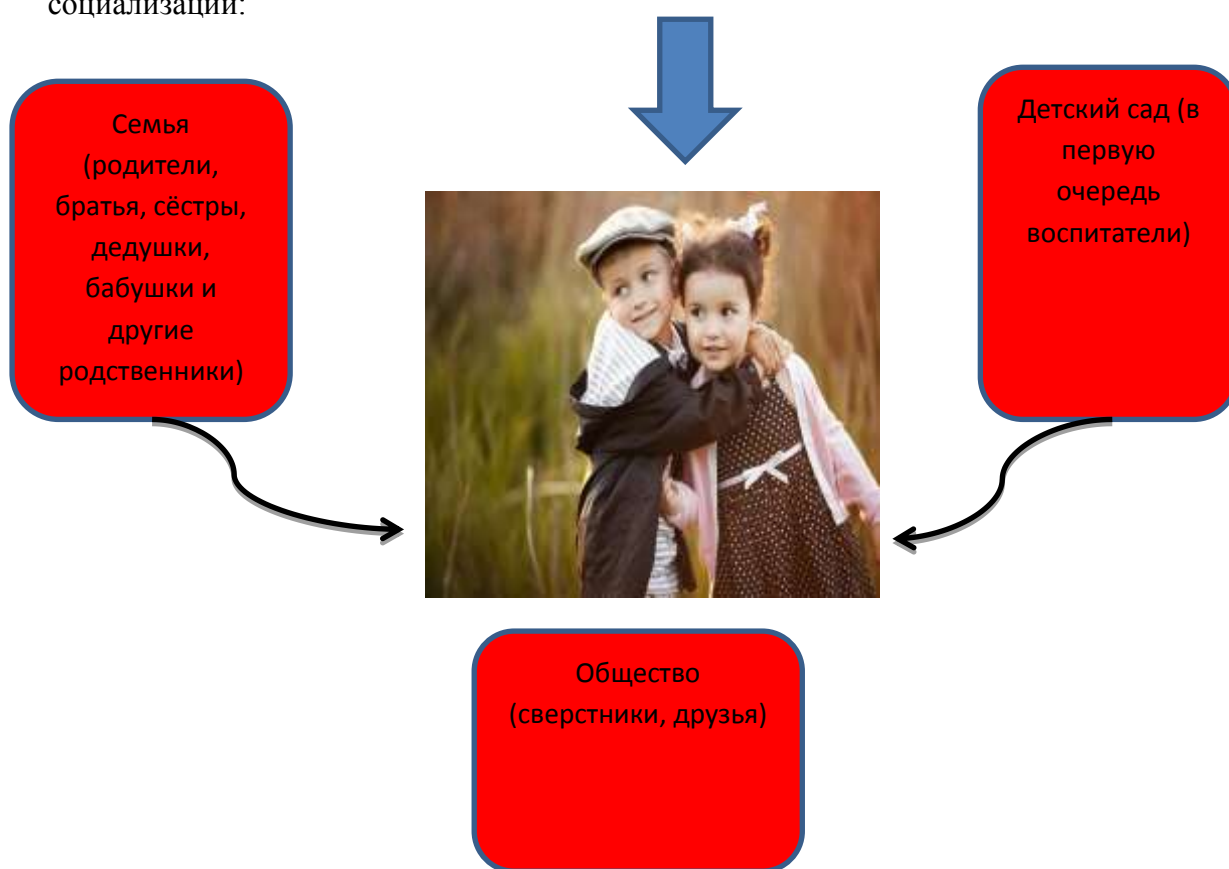 социализации:
Семья
(родители,
братья, сёстры,
дедушки,
бабушки и
другие
родственники)
Детский сад (в
первую
очередь
воспитатели)
Общество
(сверстники, друзья)